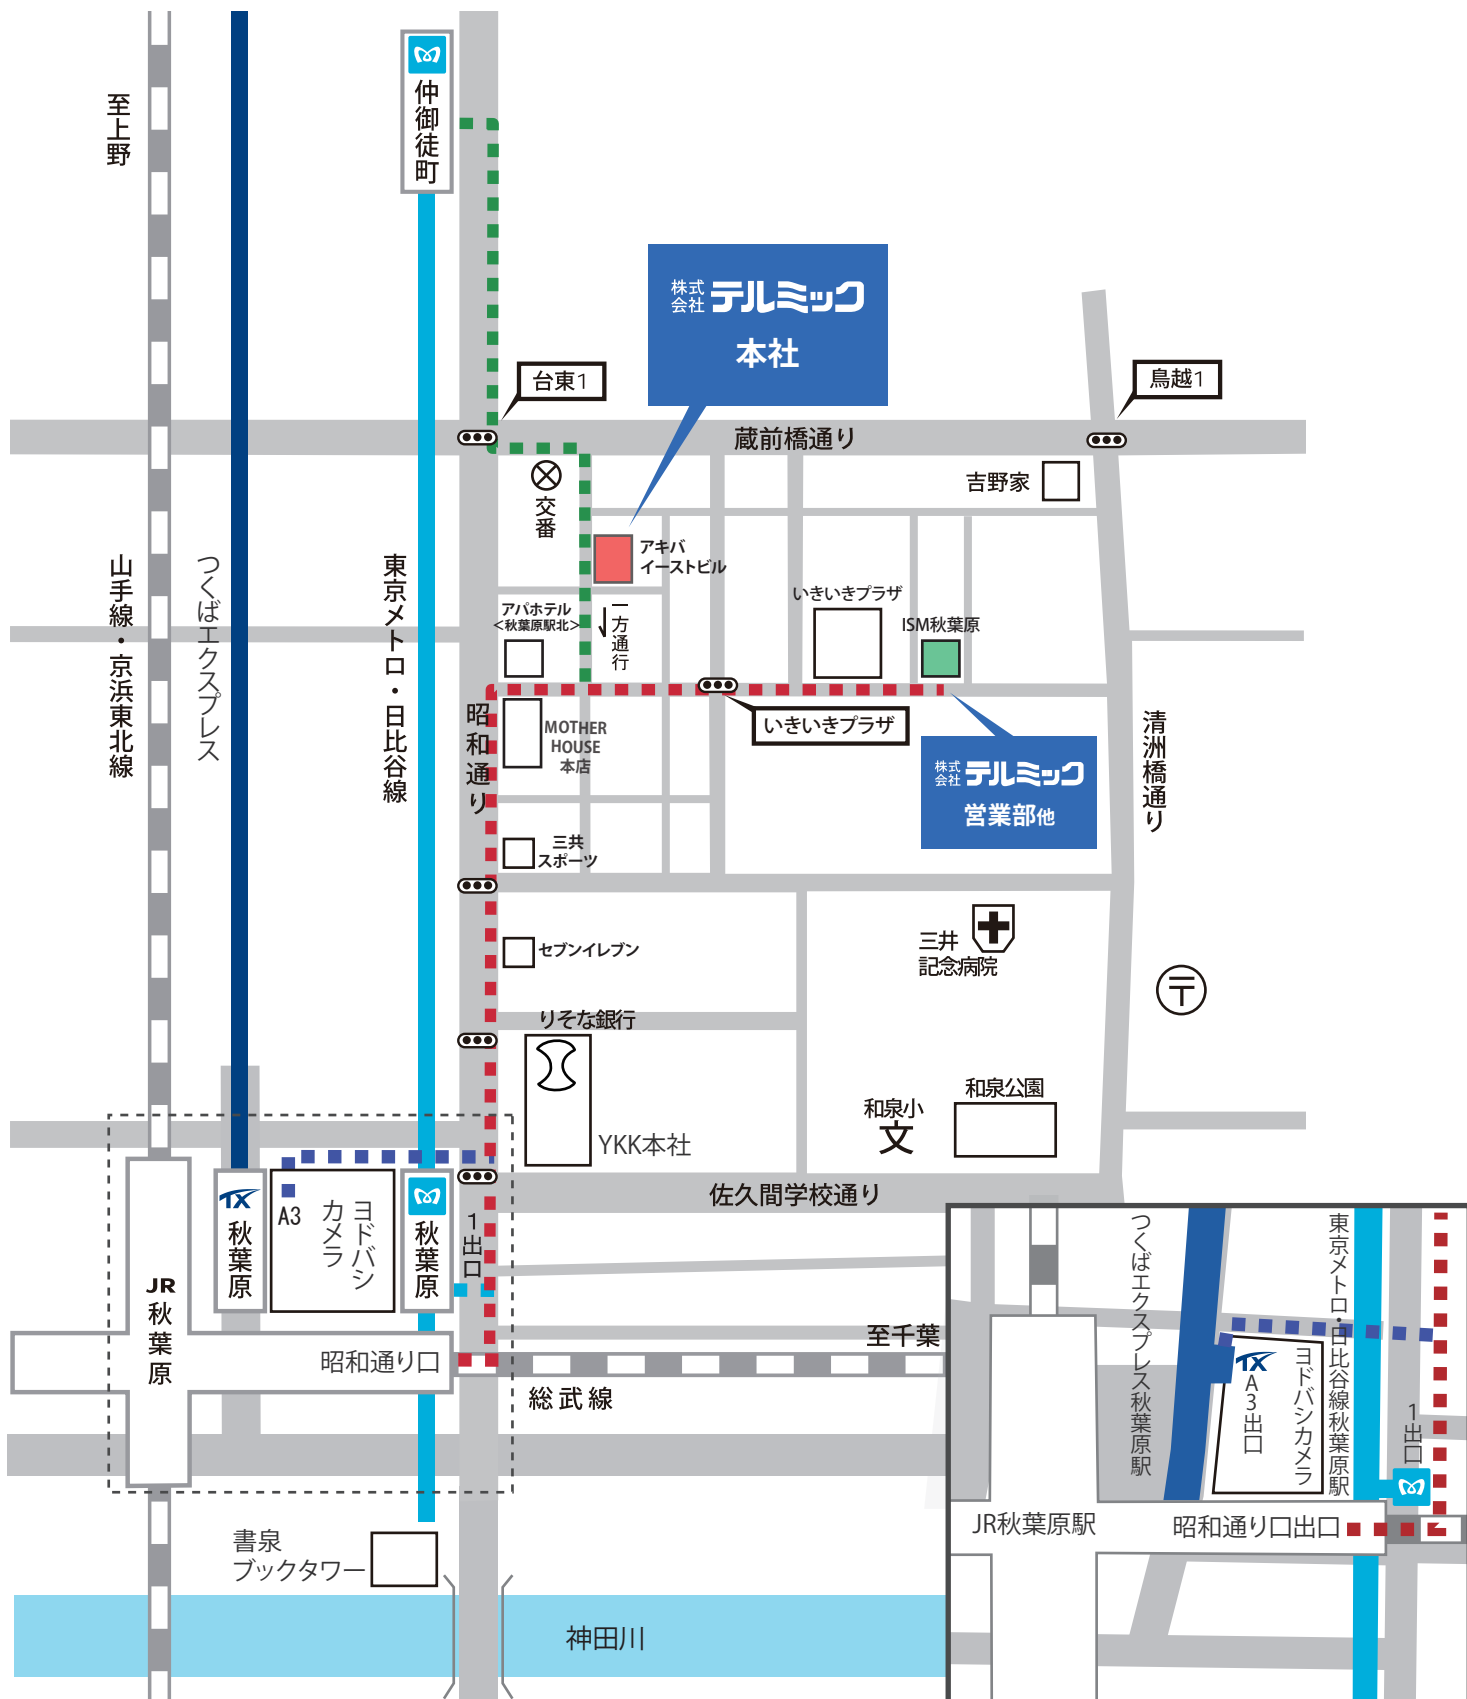 仲御徒町
至上野
株式会社 テルミック
本社
台東1
鳥越1
蔵前橋通り
吉野家
交番
アキバ
イーストビル
山手線・京浜東北線
つくばエクスプレス
東京メトロ・日比谷線
アパホテル
<秋葉原駅北>
一方通行
いきいきプラザ
ISM秋葉原
昭和通り
MOTHER
HOUSE
本店
いきいきプラザ
清洲橋通り
株式会社 テルミック
営業部他
三共
スポーツ
セブンイレブン
三井
記念病院
〒
りそな銀行
YKK本社
和泉小
文
和泉公園
佐久間学校通り
TX
秋葉原
A3
ヨドバシ
カメラ
秋葉原
1出口
JR
秋葉原
昭和通り口
至千葉
総武線
書泉
ブックタワー
神田川
つくばエクスプレス秋葉原駅
東京メトロ・日比谷線秋葉原駅
TX
A3出口
ヨドバシカメラ
1出口
JR秋葉原駅
昭和通り口出口